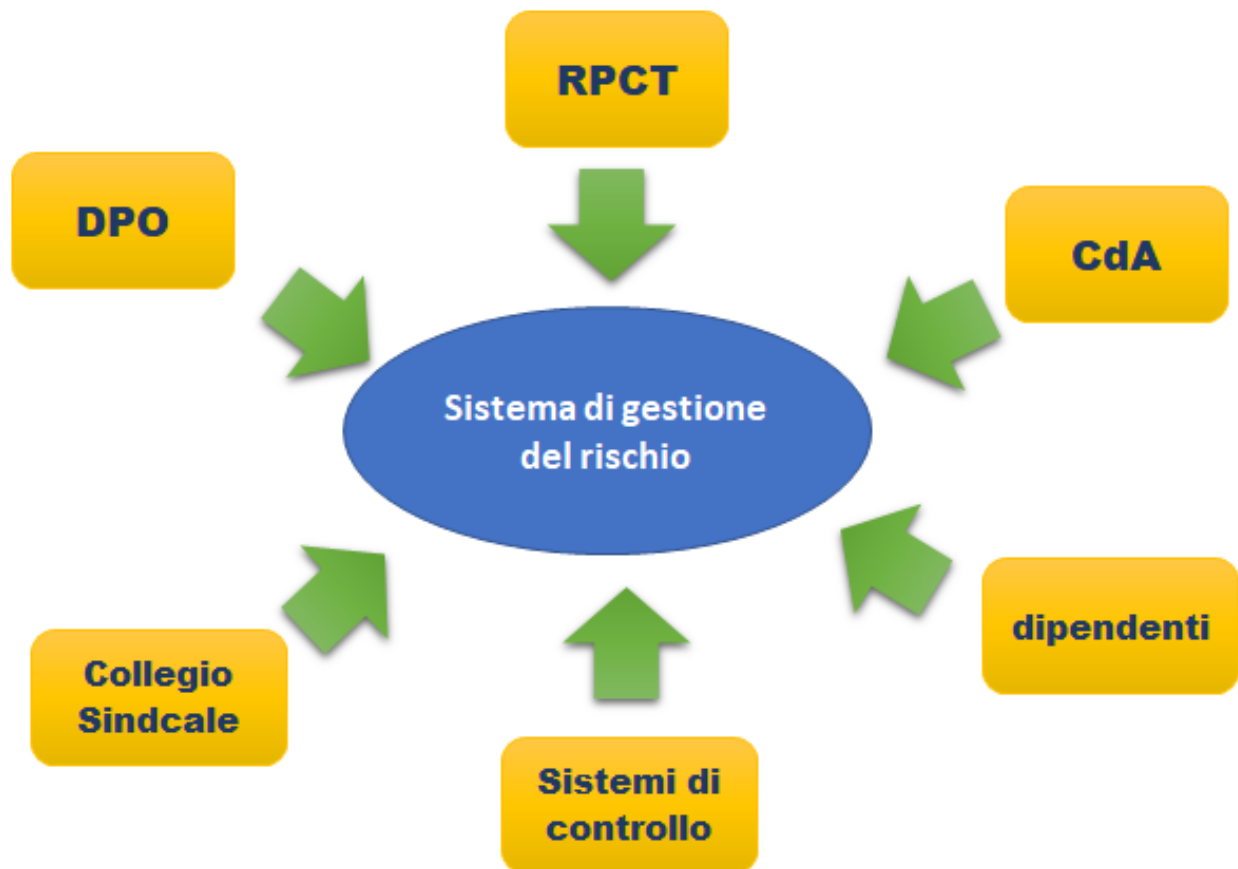 RPCT
DPO
CdA
Sistema di gestione
del rischio
dipendenti
Collegio
Sindcale
Sistemi di
controllo